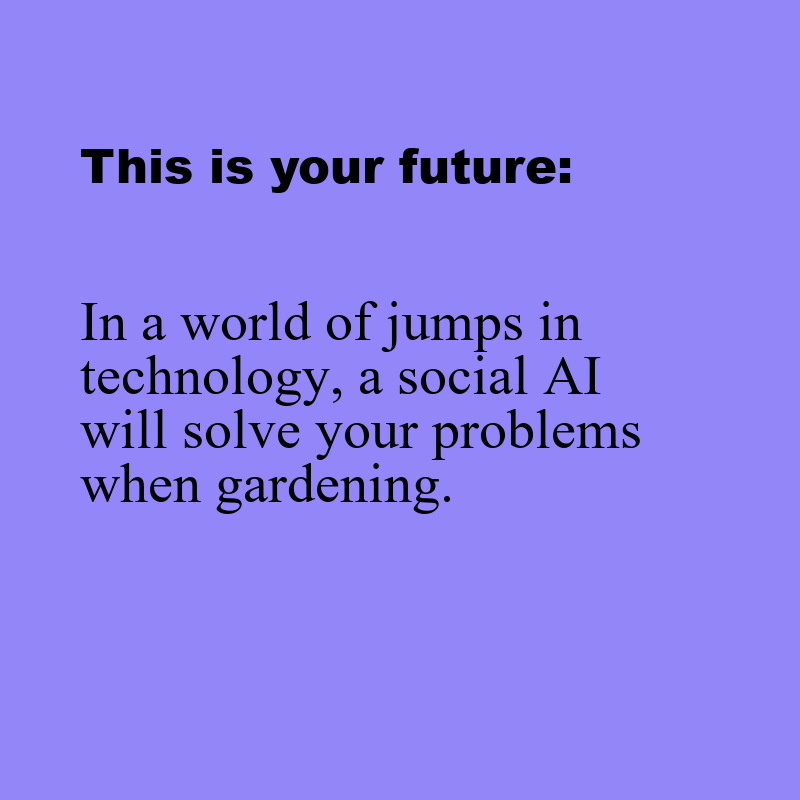 This is your future:
In a world of jumps in
technology, a social AI
will solve your problems
when gardening.